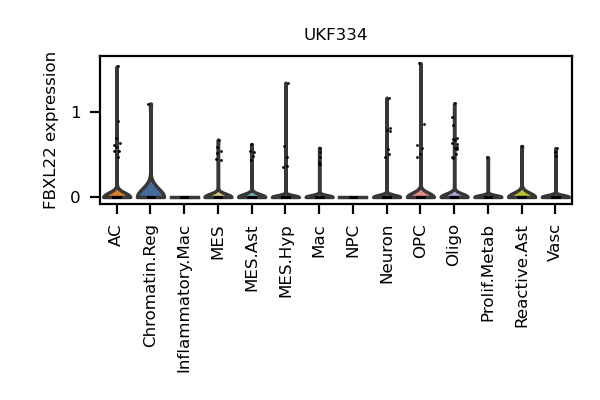 UKF334
FBXL22 expression
1
0
AC
Chromatin.Reg
Inflammatory.Mac
MES
MES.Ast
MES.Hyp
Mac
NPC
Neuron
OPC
Oligo
Prolif.Metab
Reactive.Ast
Vasc